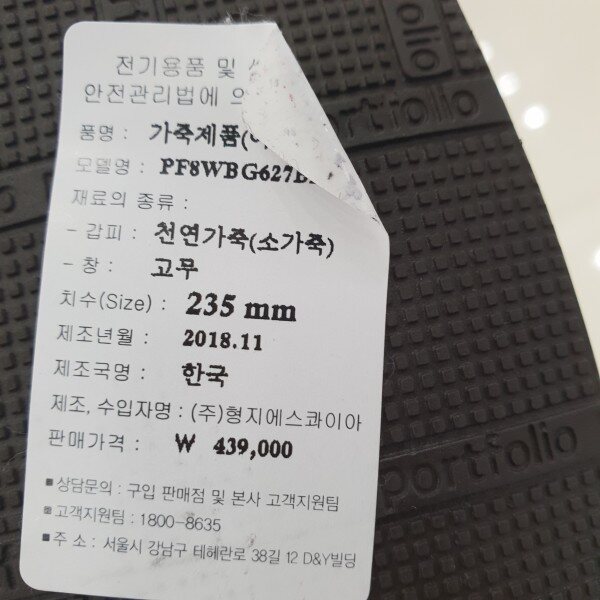 전기용품 및
안전관리법에 의
품명 : 가죽제품(
모델명 : PF8WBG627
재료의 종류 :
- 갑피 : 천연가죽(소가죽)
- 창 : 고무
치수(Size) : 235 mm
제조년월 : 2018.11
제조국명 : 한국
제조, 수입자명 : (주)형지에스콰이아
판매가격 : ₩ 439,000
■ 상담문의 : 구입 판매점 및 본사 고객지원팀
■ 고객지원팀 : 1800-8635
■ 주 소 : 서울시 강남구 테헤란로 38길 12 D&Y빌딩
olio
portfolio
portfolio